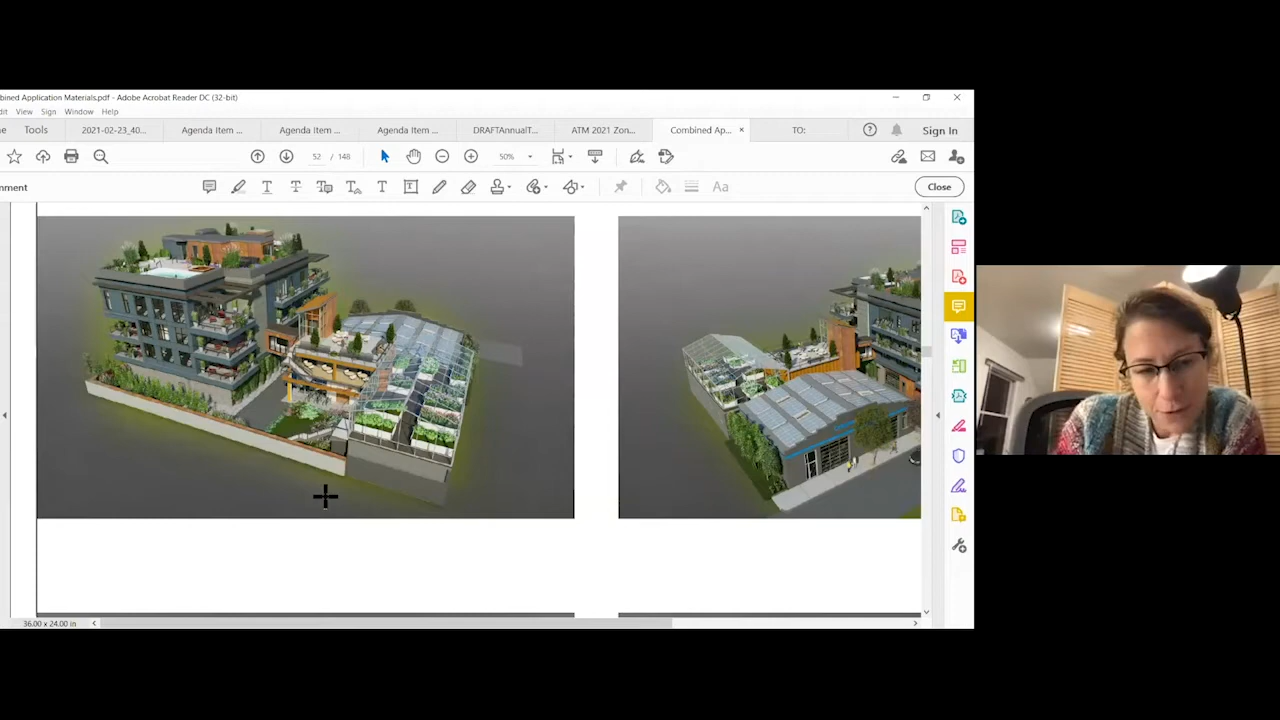 bined Application Materials.pdf - Adobe Acrobat Reader DC (32-bit)
dit View Sign Window Help
e Tools 2021-02-23_40... Agenda Item ... Agenda Item ... Agenda Item ... DRAFTAnnualT... ATM 2021 Zon... Combined Ap... × TO: Sign In
52 / 148 50%
Aa
nment Close
36.00 x 24.00 in